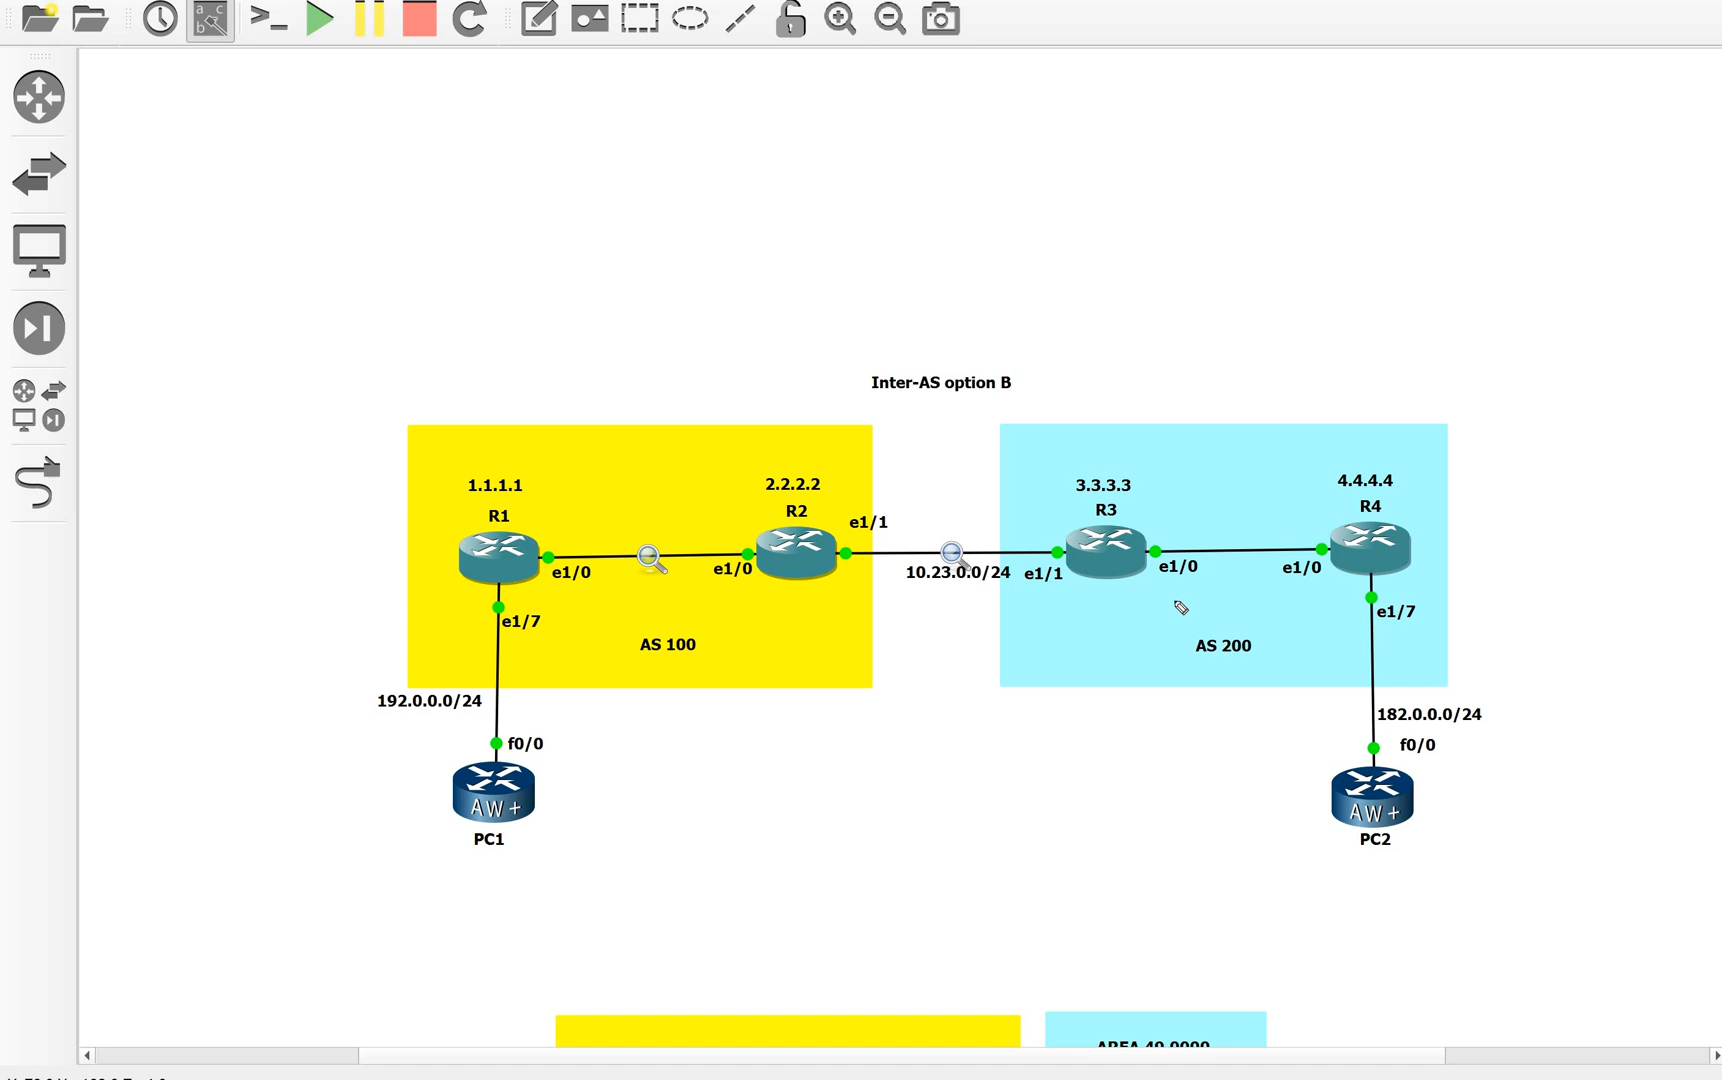 a c
b
>_
Inter-AS option B
1.1.1.1
R1
2.2.2.2
R2
e1/1
3.3.3.3
R3
4.4.4.4
R4
e1/0
e1/0
10.23.0.0/24
e1/1
e1/0
e1/0
e1/7
e1/7
AS 100
AS 200
192.0.0.0/24
182.0.0.0/24
f0/0
f0/0
AW+
AW+
PC1
PC2
AREA 49.0000